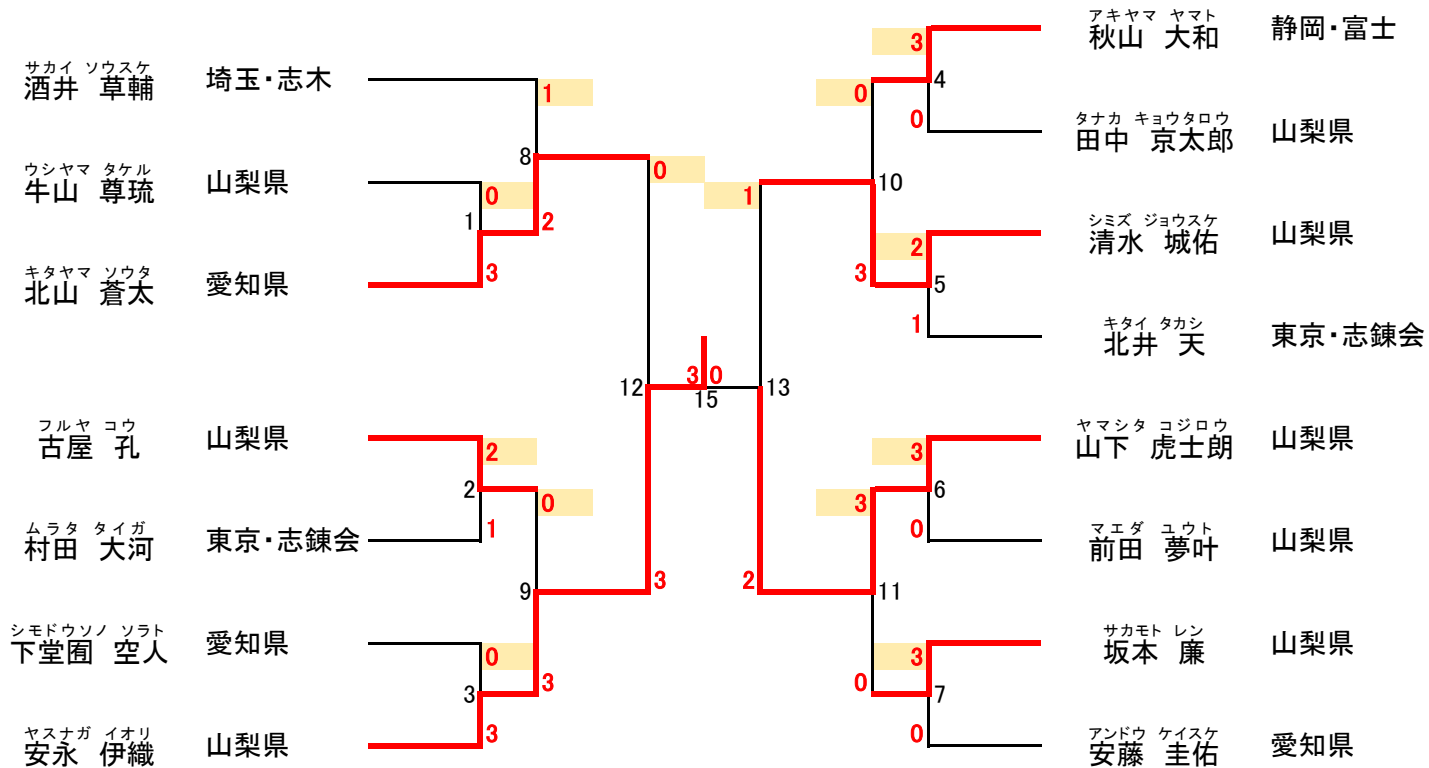 サカイ ソウスケ
酒井 草輔 埼玉・志木
ウシヤマ タケル
牛山 尊琉 山梨県
キタヤマ ソウタ
北山 蒼太 愛知県
フルヤ コウ
古屋 孔 山梨県
ムラタ タイガ
村田 大河 東京・志錬会
シモドウソノ ソラト
下堂囿 空人 愛知県
ヤスナガ イオリ
安永 伊織 山梨県
1
8
0
1
2
3
2
2
0
1
9
0
3
3
3
0
12
3
3 0
15
1
13
2
0
10
3
3
11
0
3
4
0
2
5
1
3
6
0
3
7
0
アキヤマ ヤマト
秋山 大和 静岡・富士
タナカ キョウタロウ
田中 京太郎 山梨県
シミズ ジョウスケ
清水 城佑 山梨県
キタイ タカシ
北井 天 東京・志錬会
ヤマシタ コジロウ
山下 虎士朗 山梨県
マエダ ユウト
前田 夢叶 山梨県
サカモト レン
坂本 廉 山梨県
アンドウ ケイスケ
安藤 圭佑 愛知県